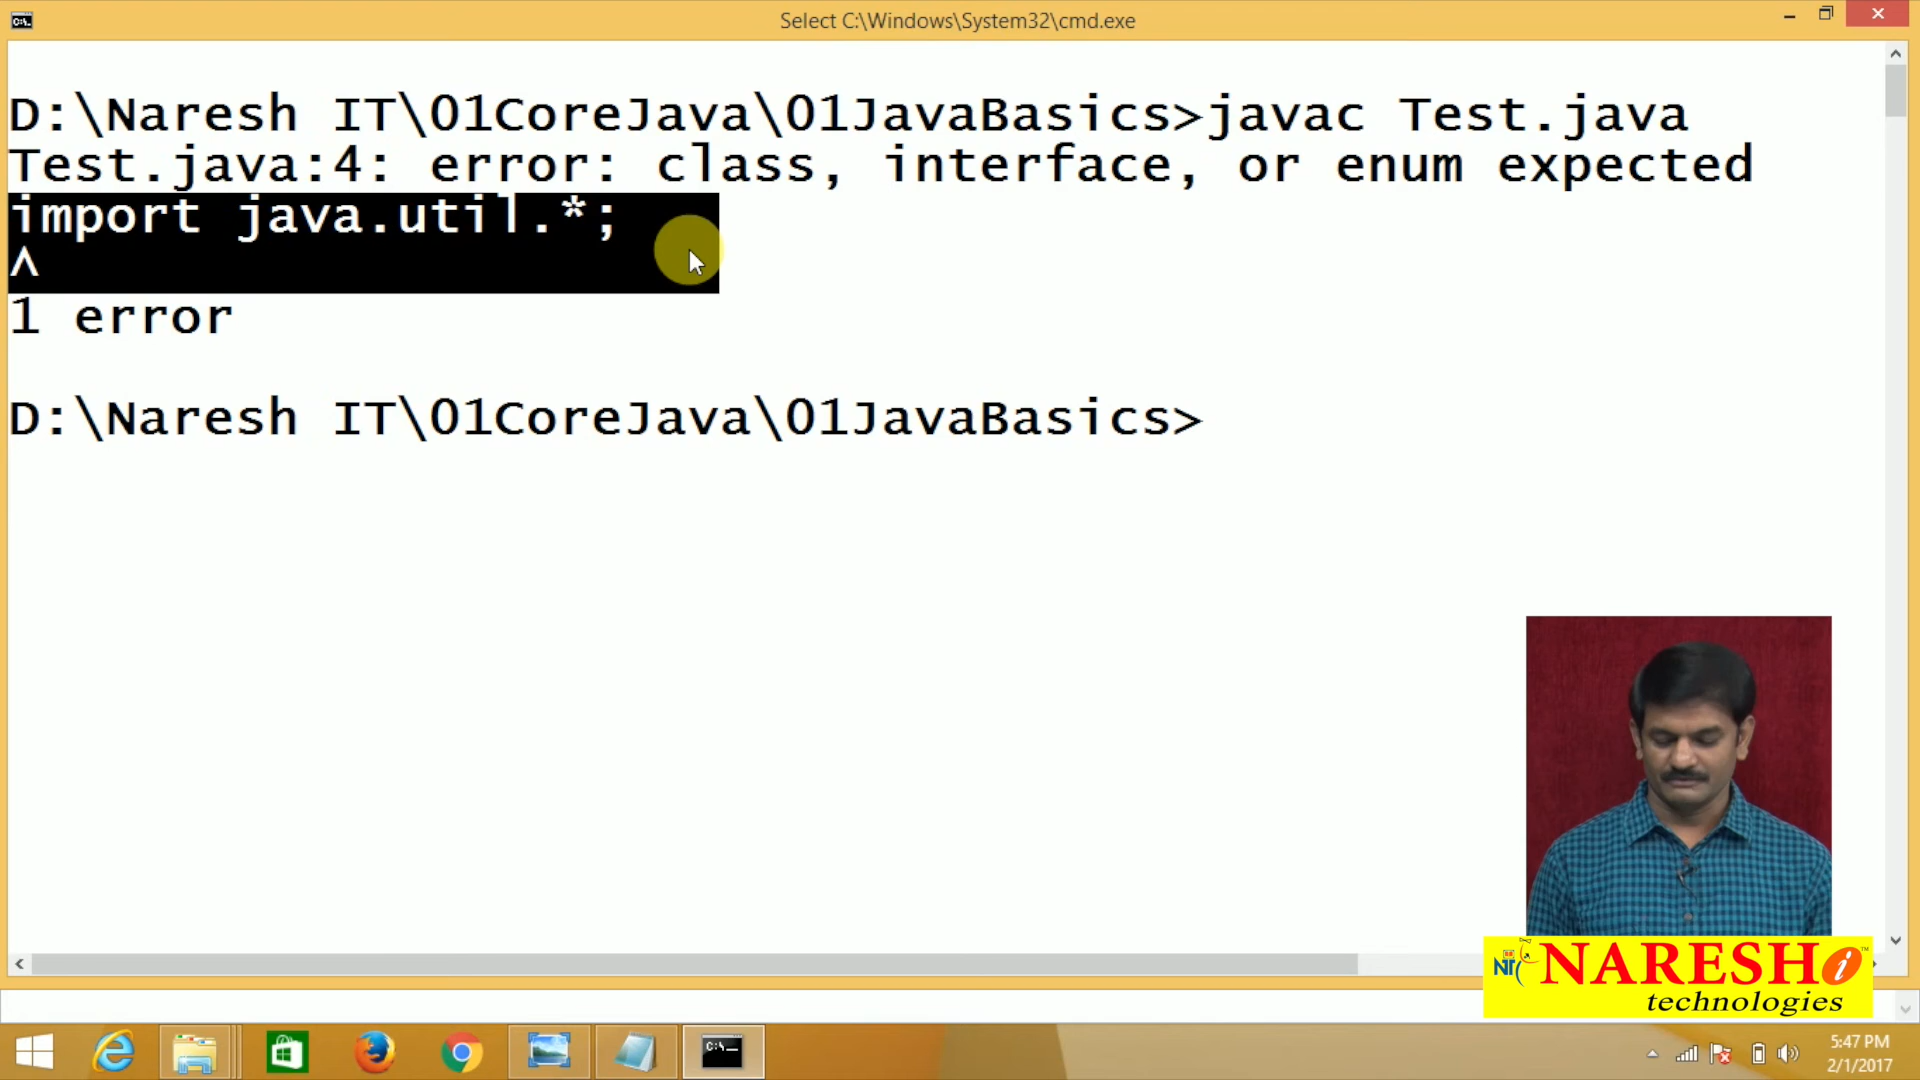 Select C:\Windows\System32\cmd.exe
D:\Naresh IT\01CoreJava\01JavaBasics>javac Test.java
Test.java:4: error: class, interface, or enum expected
import java.util.*;
^
1 error
D:\Naresh IT\01CoreJava\01JavaBasics>
NARESH i
technologies
5:47 PM
2/1/2017